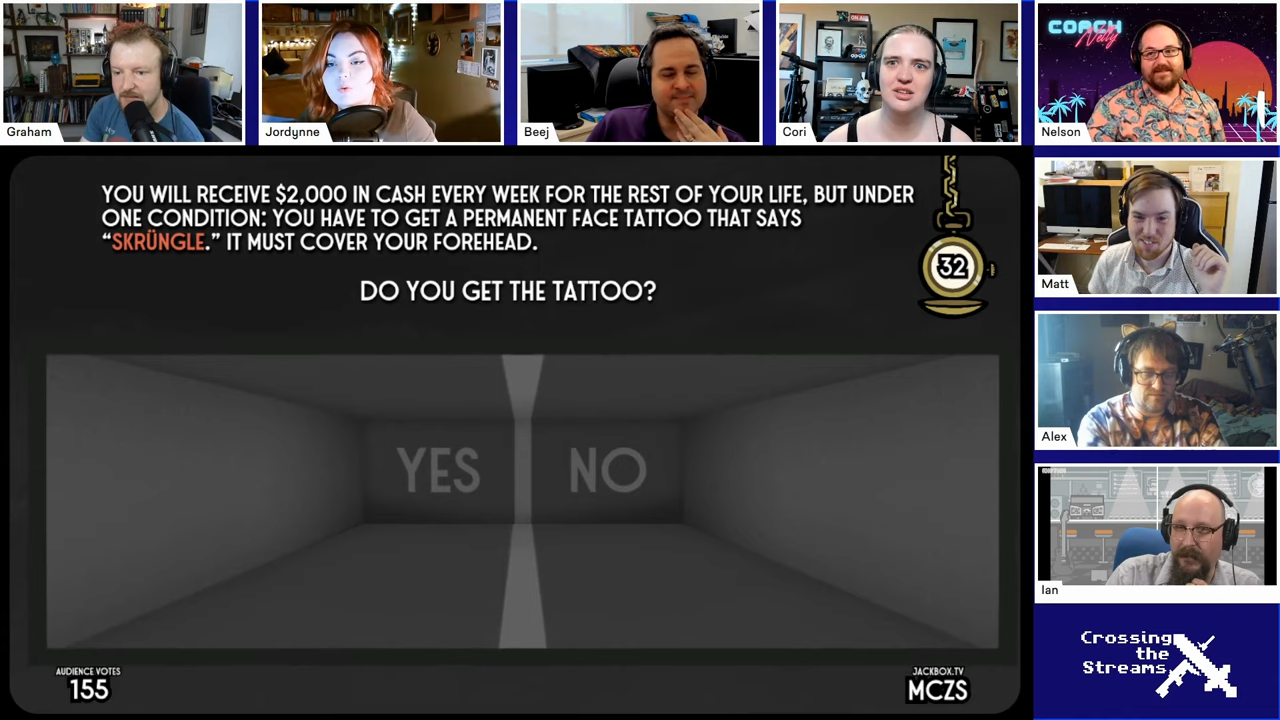 COACH
Nelly
Graham
Jordynne
Beej
Cori
Nelson
YOU WILL RECEIVE $2,000 IN CASH EVERY WEEK FOR THE REST OF YOUR LIFE, BUT UNDER
ONE CONDITION: YOU HAVE TO GET A PERMANENT FACE TATTOO THAT SAYS
“SKRÜNGLE.” IT MUST COVER YOUR FOREHEAD.
32
DO YOU GET THE TATTOO?
Matt
Alex
YES
NO
Ian
Crossing
the
Streams
AUDIENCE VOTES
155
JACKBOX.TV
MCZS